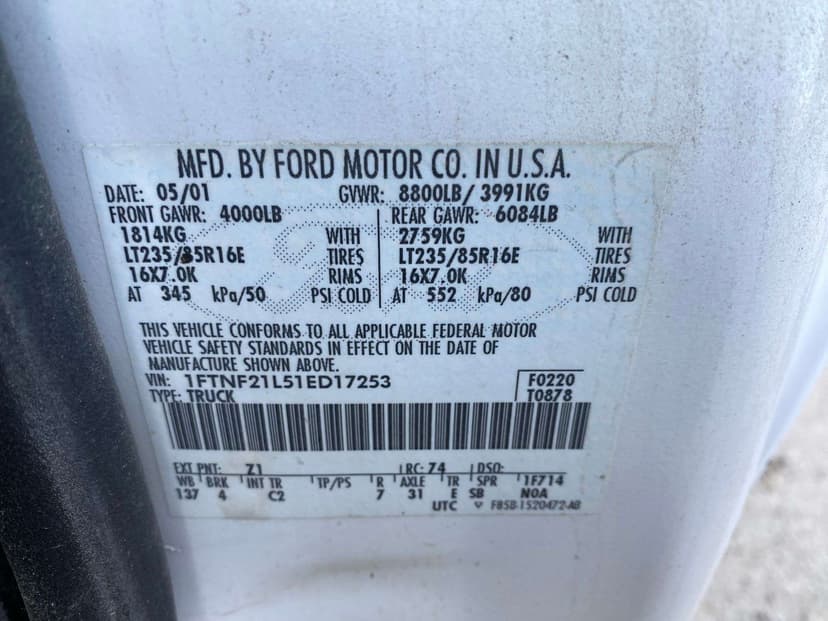 MFD. BY FORD MOTOR CO. IN U.S.A.
DATE: 05/01 GVWR: 8800LB/ 3991KG
FRONT GAWR: 4000LB REAR GAWR: 6084LB
1814KG WITH 2759KG WITH
LT235/85R16E TIRES LT235/85R16E TIRES
16X7.0K RIMS 16X7.0K RIMS
AT 345 kPa/50 PSI COLD AT 552 kPa/80 PSI COLD
THIS VEHICLE CONFORMS TO ALL APPLICABLE FEDERAL MOTOR
VEHICLE SAFETY STANDARDS IN EFFECT ON THE DATE OF
MANUFACTURE SHOWN ABOVE.
VIN: 1FTNF21L51ED17253 F0220
TYPE: TRUCK T0878
EXT PNT: Z1 RC: 74 DSO:
WB BRK INT TR TP/PS R AXLE TR SPR 1F714
137 4 C2 7 31 E SB N0A
UTC F85B-1520472-AB